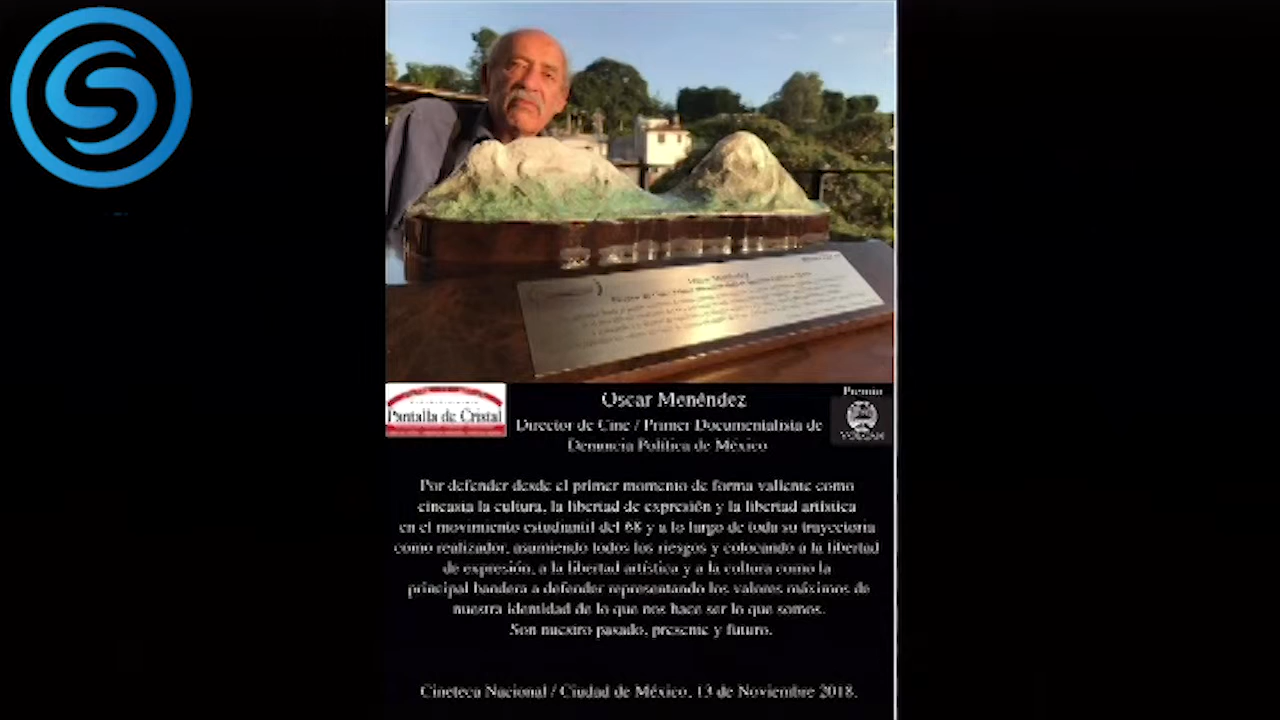 Pantalla de Cristal
Oscar Menéndez
Premio
VOLCÁN
Director de Cine / Primer Documentalista de
Denuncia Política de México
Por defender desde el primer momento de forma valiente como
cineasta la cultura, la libertad de expresión y la libertad artística
en el movimiento estudiantil del 68 y a lo largo de toda su trayectoria
como realizador, asumiendo todos los riesgos y colocando a la libertad
de expresión, a la libertad artística y a la cultura como la
principal bandera a defender representando los valores máximos de
nuestra identidad de lo que nos hace ser lo que somos.
Son nuestro pasado, presente y futuro.
Cineteca Nacional / Ciudad de México, 13 de Noviembre 2018.